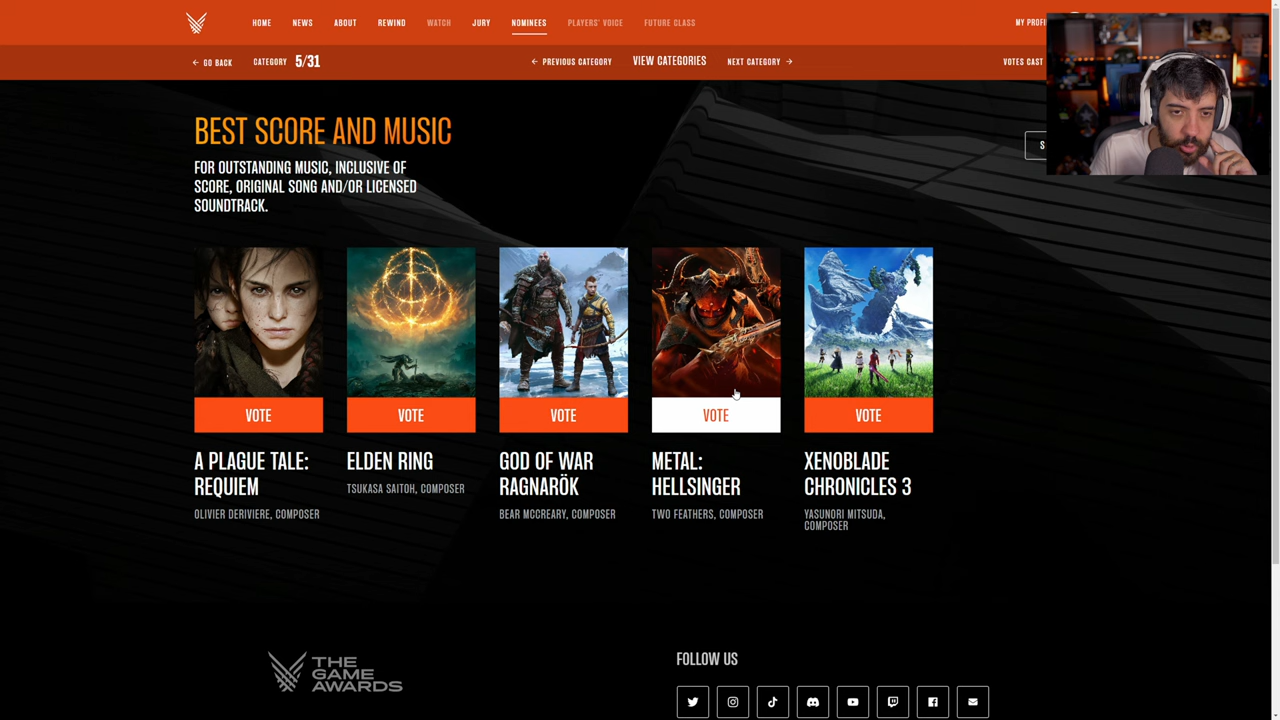 HOME NEWS ABOUT REWIND WATCH JURY NOMINEES PLAYERS' VOICE FUTURE CLASS
GO BACK CATEGORY 5/31 PREVIOUS CATEGORY VIEW CATEGORIES NEXT CATEGORY VOTES CAST
BEST SCORE AND MUSIC
FOR OUTSTANDING MUSIC, INCLUSIVE OF
SCORE, ORIGINAL SONG AND/OR LICENSED
SOUNDTRACK.
VOTE VOTE VOTE VOTE VOTE
A PLAGUE TALE:
REQUIEM
OLIVIER DERIVIERE, COMPOSER
ELDEN RING
TSUKASA SAITOH, COMPOSER
GOD OF WAR
RAGNARÖK
BEAR MCCREARY, COMPOSER
METAL:
HELLSINGER
TWO FEATHERS, COMPOSER
XENOBLADE
CHRONICLES 3
YASUNORI MITSUDA,
COMPOSER
THE
GAME
AWARDS
FOLLOW US